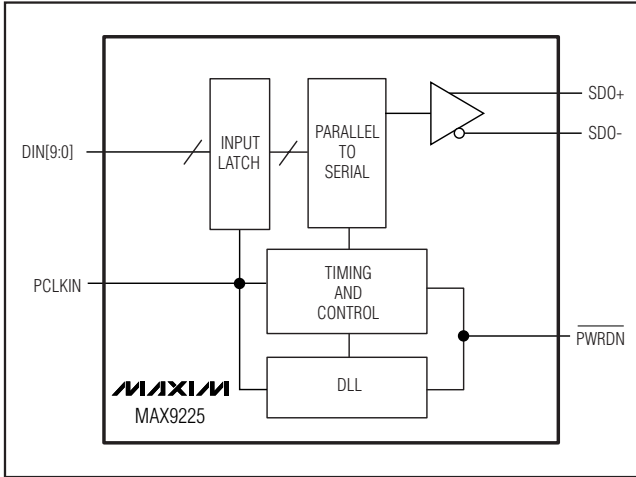 DIN[9:0]
INPUT
LATCH
PARALLEL
TO
SERIAL
SDO+
SDO-
PCLKIN
TIMING
AND
CONTROL
PWRDN
DLL
MAXIM
MAX9225